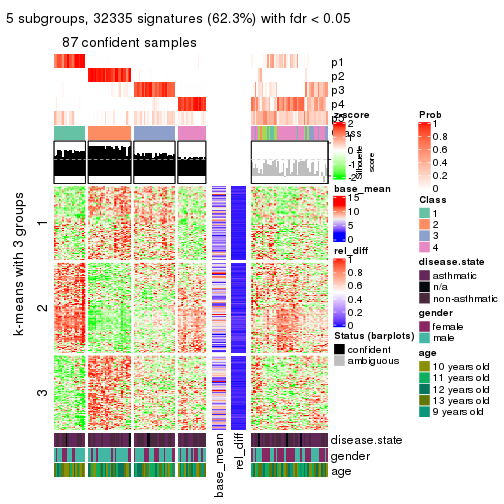 5 subgroups, 32335 signatures (62.3%) with fdr < 0.05
87 confident samples
p1
p2
p3
p4
Silhouette
score
k-means with 3 groups
1
2
3
base_mean
rel_diff
disease.state
gender
age
z-score
2
1
0
-1
-2
base_mean
15
10
5
0
rel_diff
1
0.8
0.6
0.4
0.2
0
Status (barplots)
confident
ambiguous
Prob
1
0.8
0.6
0.4
0.2
0
Class
1
2
3
4
disease.state
asthmatic
n/a
non-asthmatic
gender
female
male
age
10 years old
11 years old
12 years old
13 years old
9 years old